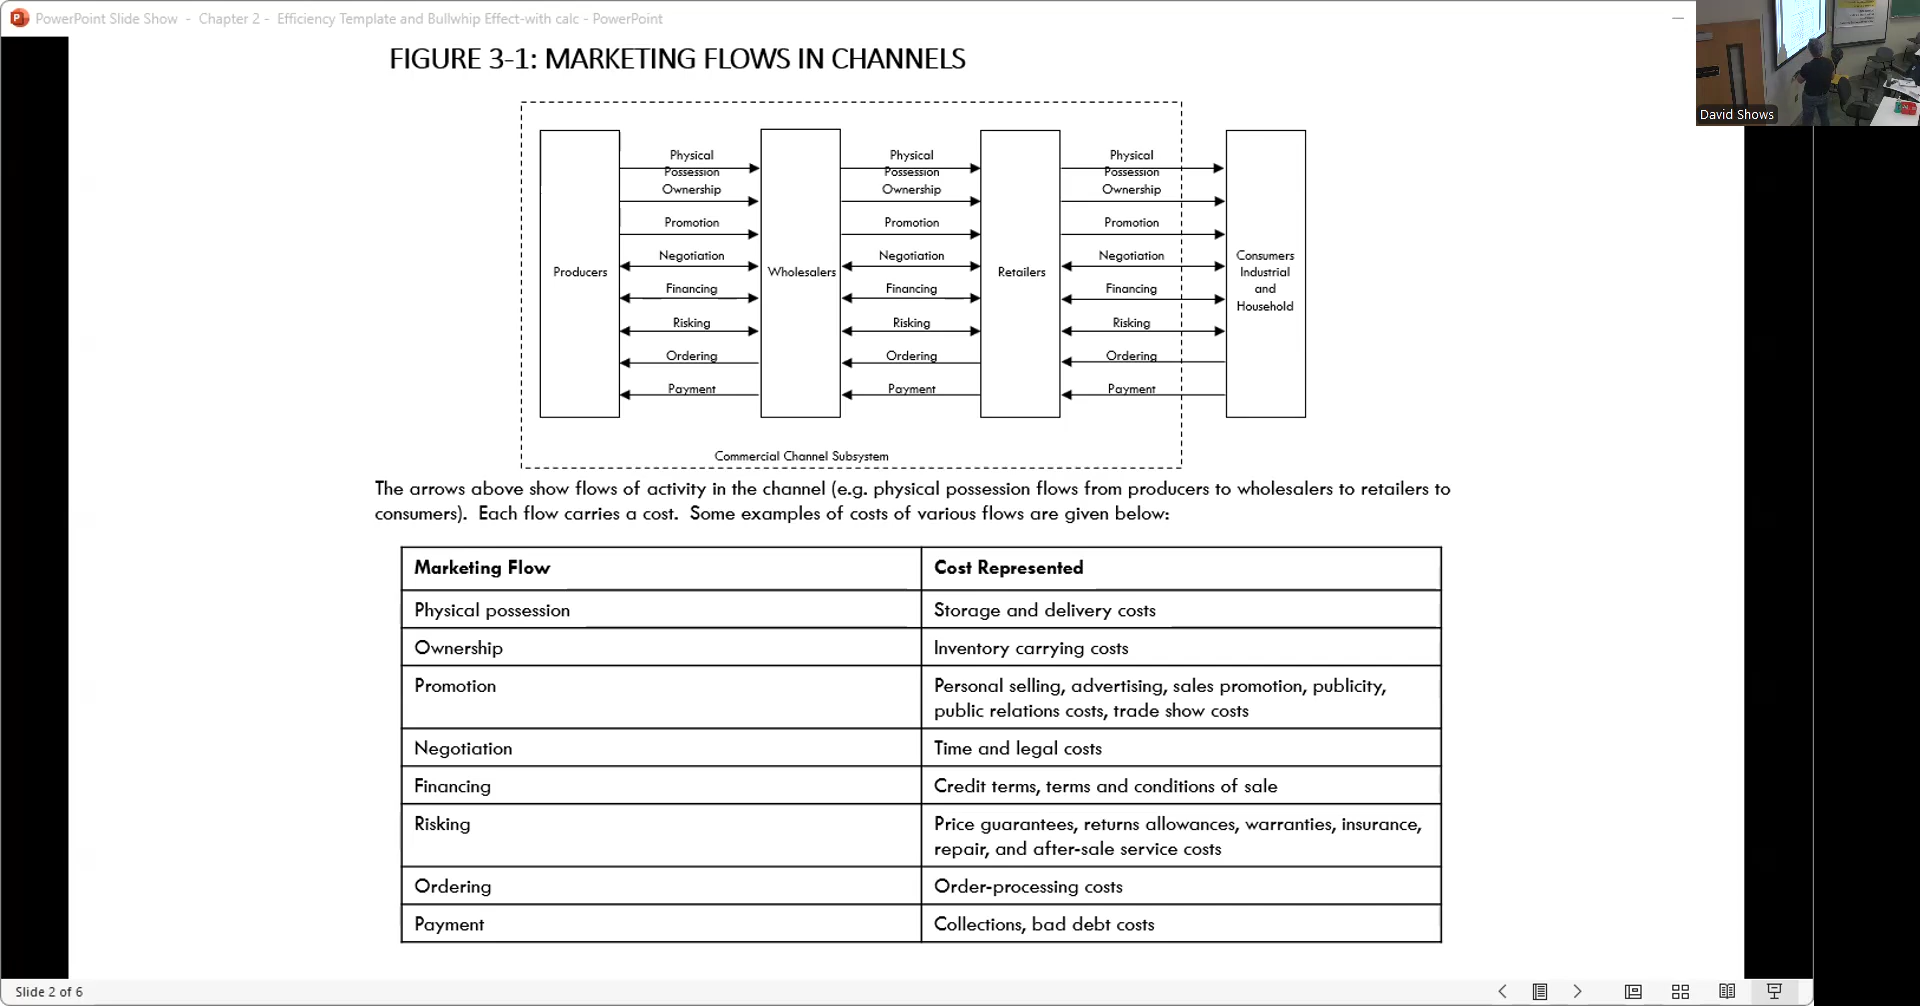 PowerPoint Slide Show - Chapter 2 - Efficiency Template and Bullwhip Effect-with calc - PowerPoint
David Shows
FIGURE 3-1: MARKETING FLOWS IN CHANNELS
Producers
Physical
Possession
Ownership
Promotion
Negotiation
Financing
Risking
Ordering
Payment
Wholesalers
Physical
Possession
Ownership
Promotion
Negotiation
Financing
Risking
Ordering
Payment
Retailers
Physical
Possession
Ownership
Promotion
Negotiation
Financing
Risking
Ordering
Payment
Consumers
Industrial
and
Household
Commercial Channel Subsystem
The arrows above show flows of activity in the channel (e.g. physical possession flows from producers to wholesalers to retailers to
consumers). Each flow carries a cost. Some examples of costs of various flows are given below:
Marketing Flow Cost Represented
Physical possession Storage and delivery costs
Ownership Inventory carrying costs
Promotion Personal selling, advertising, sales promotion, publicity,
public relations costs, trade show costs
Negotiation Time and legal costs
Financing Credit terms, terms and conditions of sale
Risking Price guarantees, returns allowances, warranties, insurance,
repair, and after-sale service costs
Ordering Order-processing costs
Payment Collections, bad debt costs
Slide 2 of 6